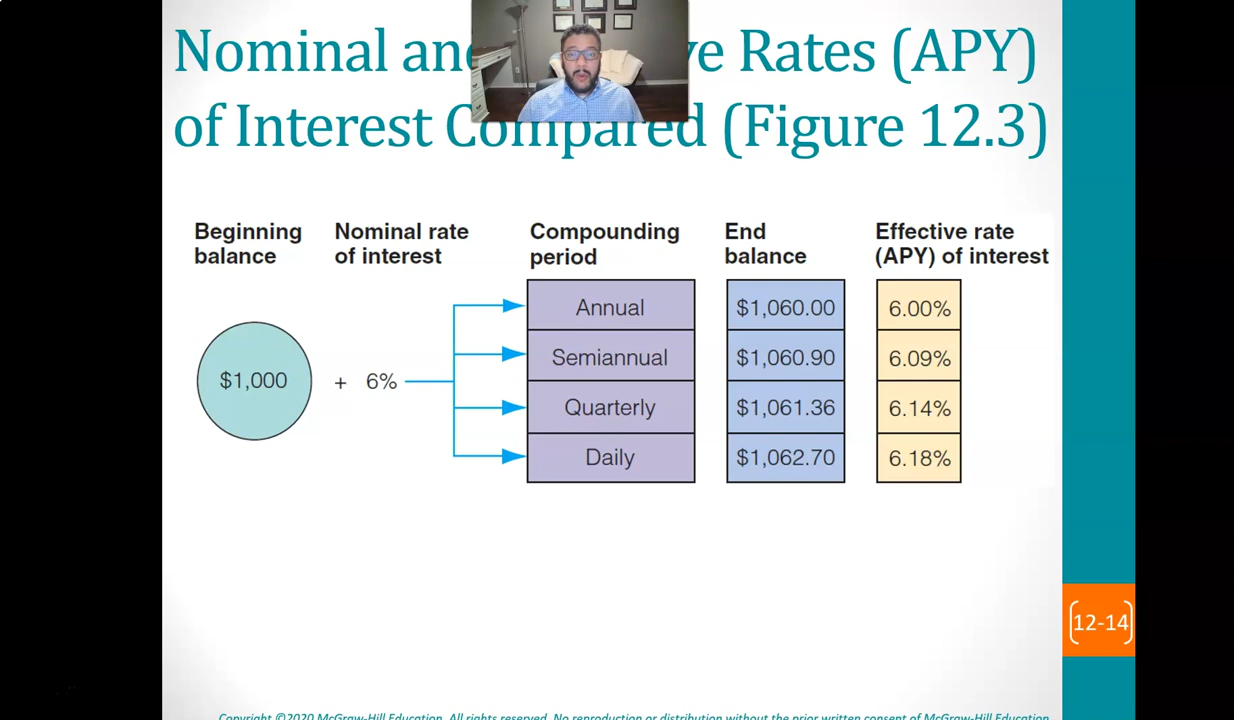 Nominal and ve Rates (APY)
of Interest Compared (Figure 12.3)
Beginning balance
Nominal rate of interest
Compounding period
End balance
Effective rate (APY) of interest
$1,000 + 6%
Annual $1,060.00 6.00%
Semiannual $1,060.90 6.09%
Quarterly $1,061.36 6.14%
Daily $1,062.70 6.18%
12-14
Copyright ©2020 McGraw-Hill Education. All rights reserved. No reproduction or distribution without the prior written consent of McGraw-Hill Education